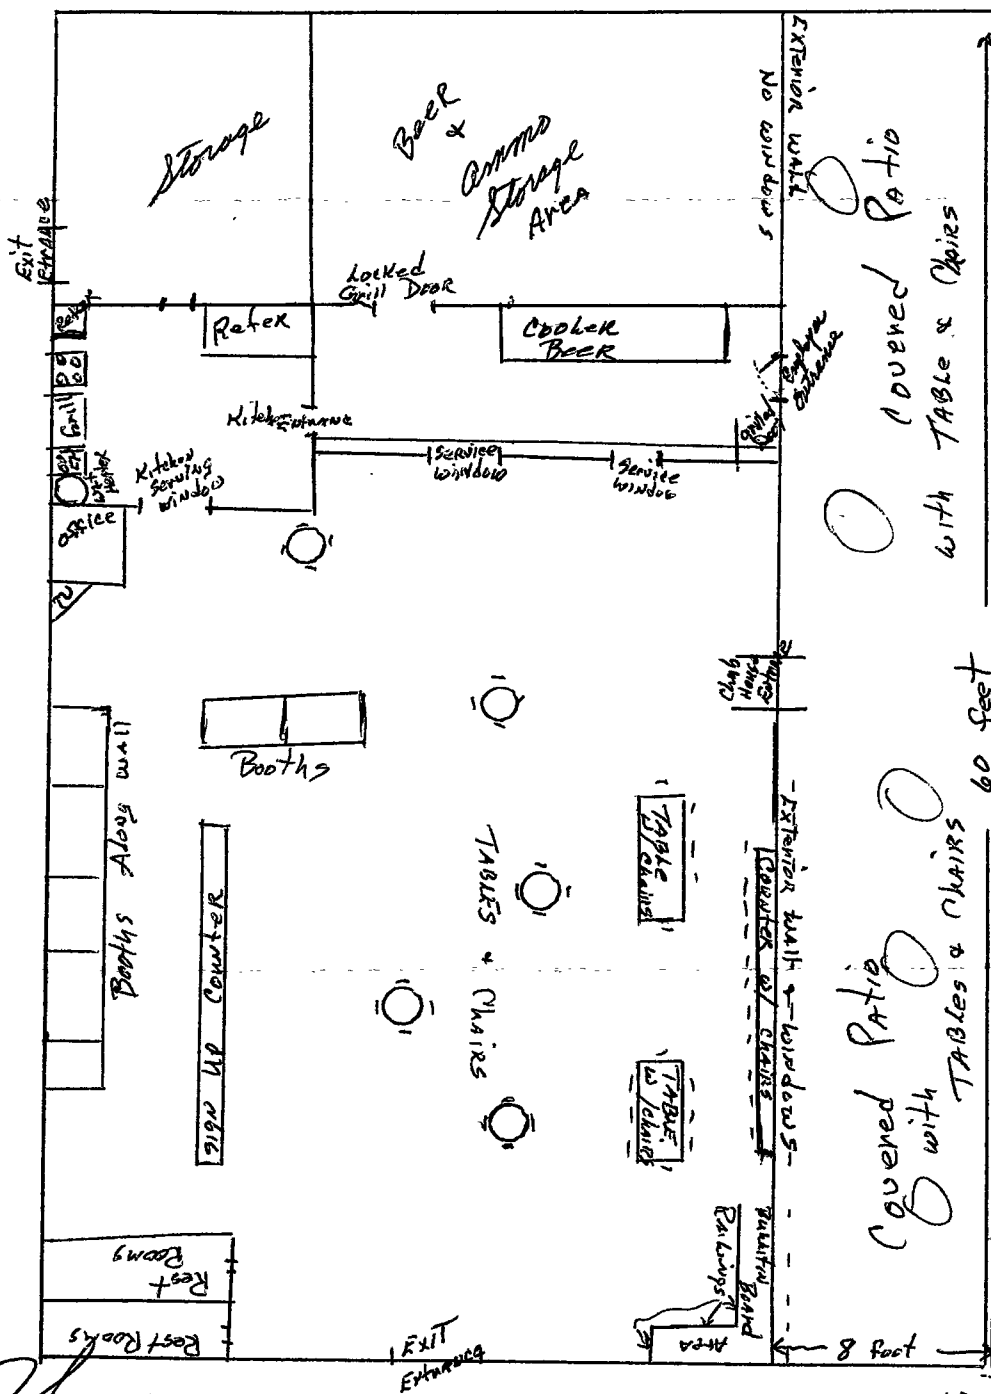 EXTERIOR WALL
NO WINDOWS
Storage
Beer
&
Ammo
Storage
Area
Exit
Entrance
Locked
Grill Door
Refer
Refer
Cooler
Beer
Employee
Entrance
Grill
Kitchen
Entrance
Service
Window
Service
Window
Kitchen
Serving
Window
Office
TV
Covered Patio
with Table & Chairs
Club
House
Booths
Booths Along Wall
Sign Up Counter
Tables & Chairs
Table
w/chairs
Table
w/chairs
Counter w/ chairs
-Exterior Wall & Windows-
60 feet
Covered Patio
with
Tables & Chairs
Rest
Rooms
Rest Rooms
Railings
Board
Area
Exit
Entrance
8 foot